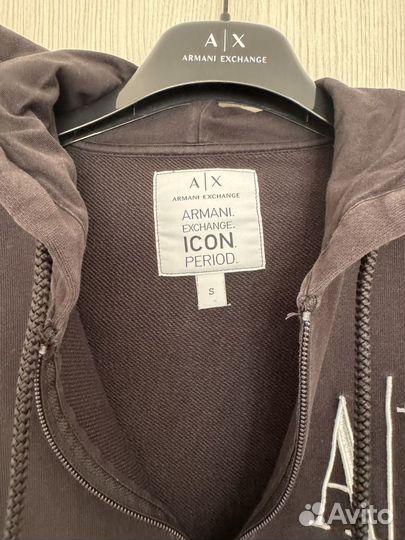 A|X
ARMANI EXCHANGE
A|X
ARMANI EXCHANGE
ARMANI.
EXCHANGE.
ICON.
PERIOD.
S
A
Avito